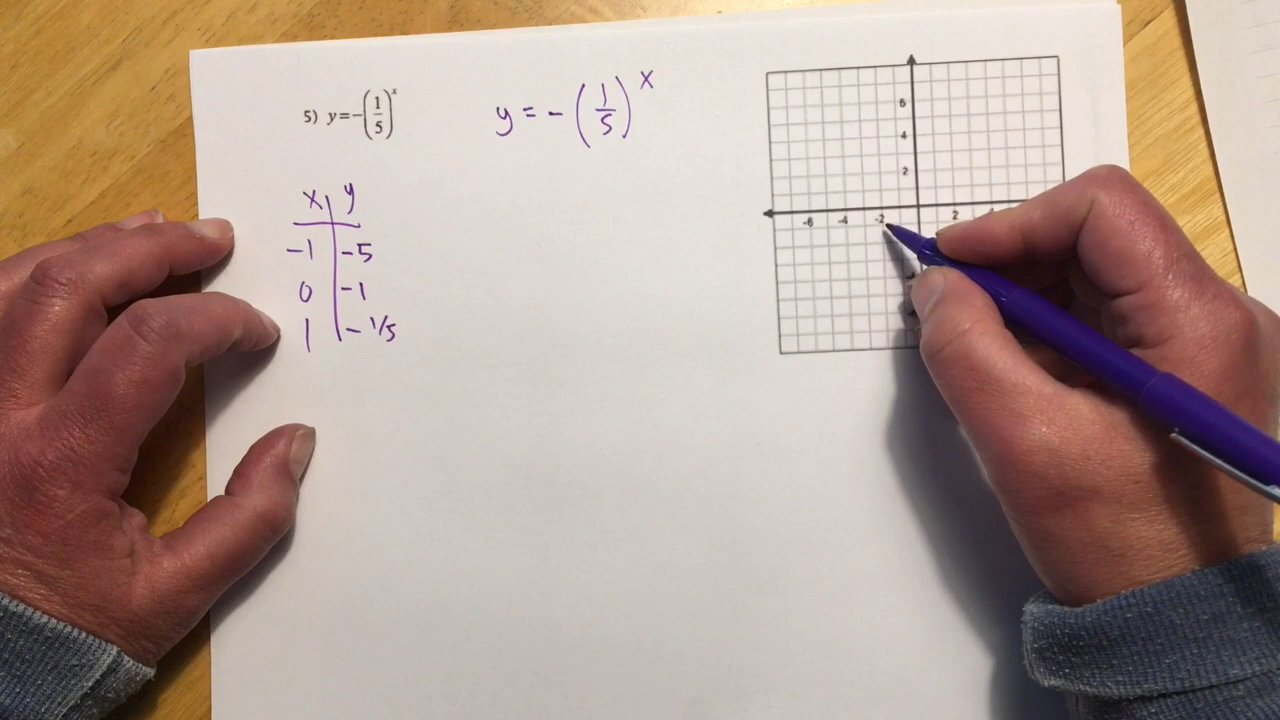 5) y=-(1/5)^x
y = - (1/5)^x
x y
-1 -5
0 -1
1 - 1/5
6
4
2
-6 -4 -2 2